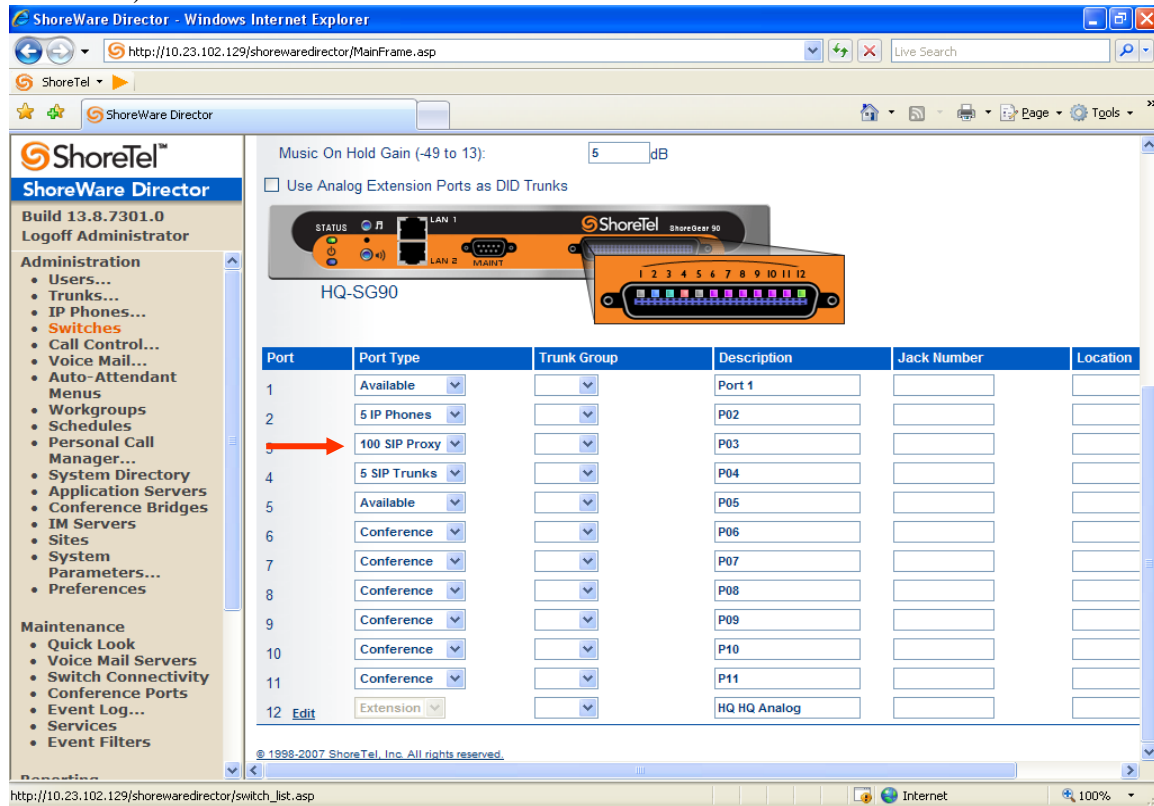 ShoreWare Director - Windows Internet Explorer
http://10.23.102.129/shorewaredirector/MainFrame.asp
Live Search
ShoreTel
ShoreWare Director
Page
Tools
»
ShoreTel™
ShoreWare Director
Build 13.8.7301.0
Logoff Administrator
Administration
• Users...
• Trunks...
• IP Phones...
• Switches
• Call Control...
• Voice Mail...
• Auto-Attendant
Menus
• Workgroups
• Schedules
• Personal Call
Manager...
• System Directory
• Application Servers
• Conference Bridges
• IM Servers
• Sites
• System
Parameters...
• Preferences
Maintenance
• Quick Look
• Voice Mail Servers
• Switch Connectivity
• Conference Ports
• Event Log...
• Services
• Event Filters
Reporting
Music On Hold Gain (-49 to 13): 5 dB
Use Analog Extension Ports as DID Trunks
STATUS
LAN 1
LAN 2
MAINT
ShoreTel ShoreGear 90
1 2 3 4 5 6 7 8 9 10 11 12
HQ-SG90
Port Port Type Trunk Group Description Jack Number Location
1 Available Port 1
2 5 IP Phones P02
3 100 SIP Proxy P03
4 5 SIP Trunks P04
5 Available P05
6 Conference P06
7 Conference P07
8 Conference P08
9 Conference P09
10 Conference P10
11 Conference P11
12 Edit Extension HQ HQ Analog
© 1998-2007 ShoreTel, Inc. All rights reserved.
http://10.23.102.129/shorewaredirector/switch_list.asp
Internet
100%